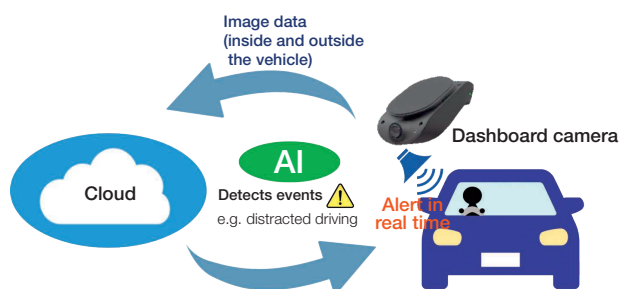 Image data
(inside and outside
the vehicle)
Dashboard camera
AI
Cloud
Detects events
e.g. distracted driving
Alert in
real time